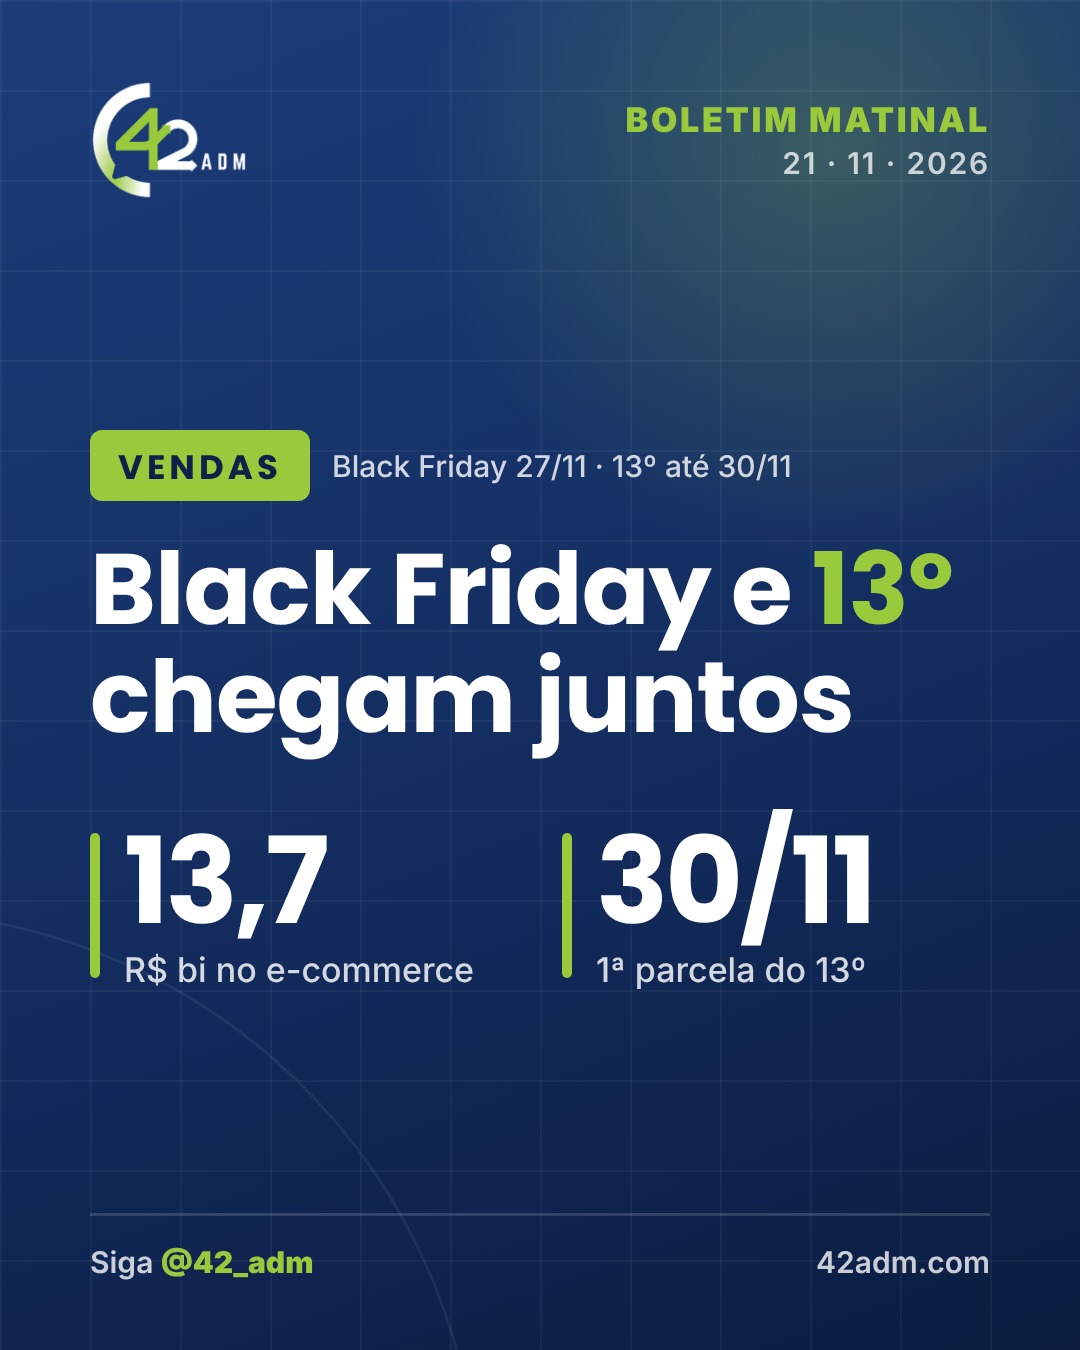 42 ADM
BOLETIM MATINAL
21 · 11 · 2026
VENDAS
Black Friday 27/11 · 13º até 30/11
Black Friday e 13º
chegam juntos
13,7
R$ bi no e-commerce
30/11
1ª parcela do 13º
Siga @42_adm
42adm.com